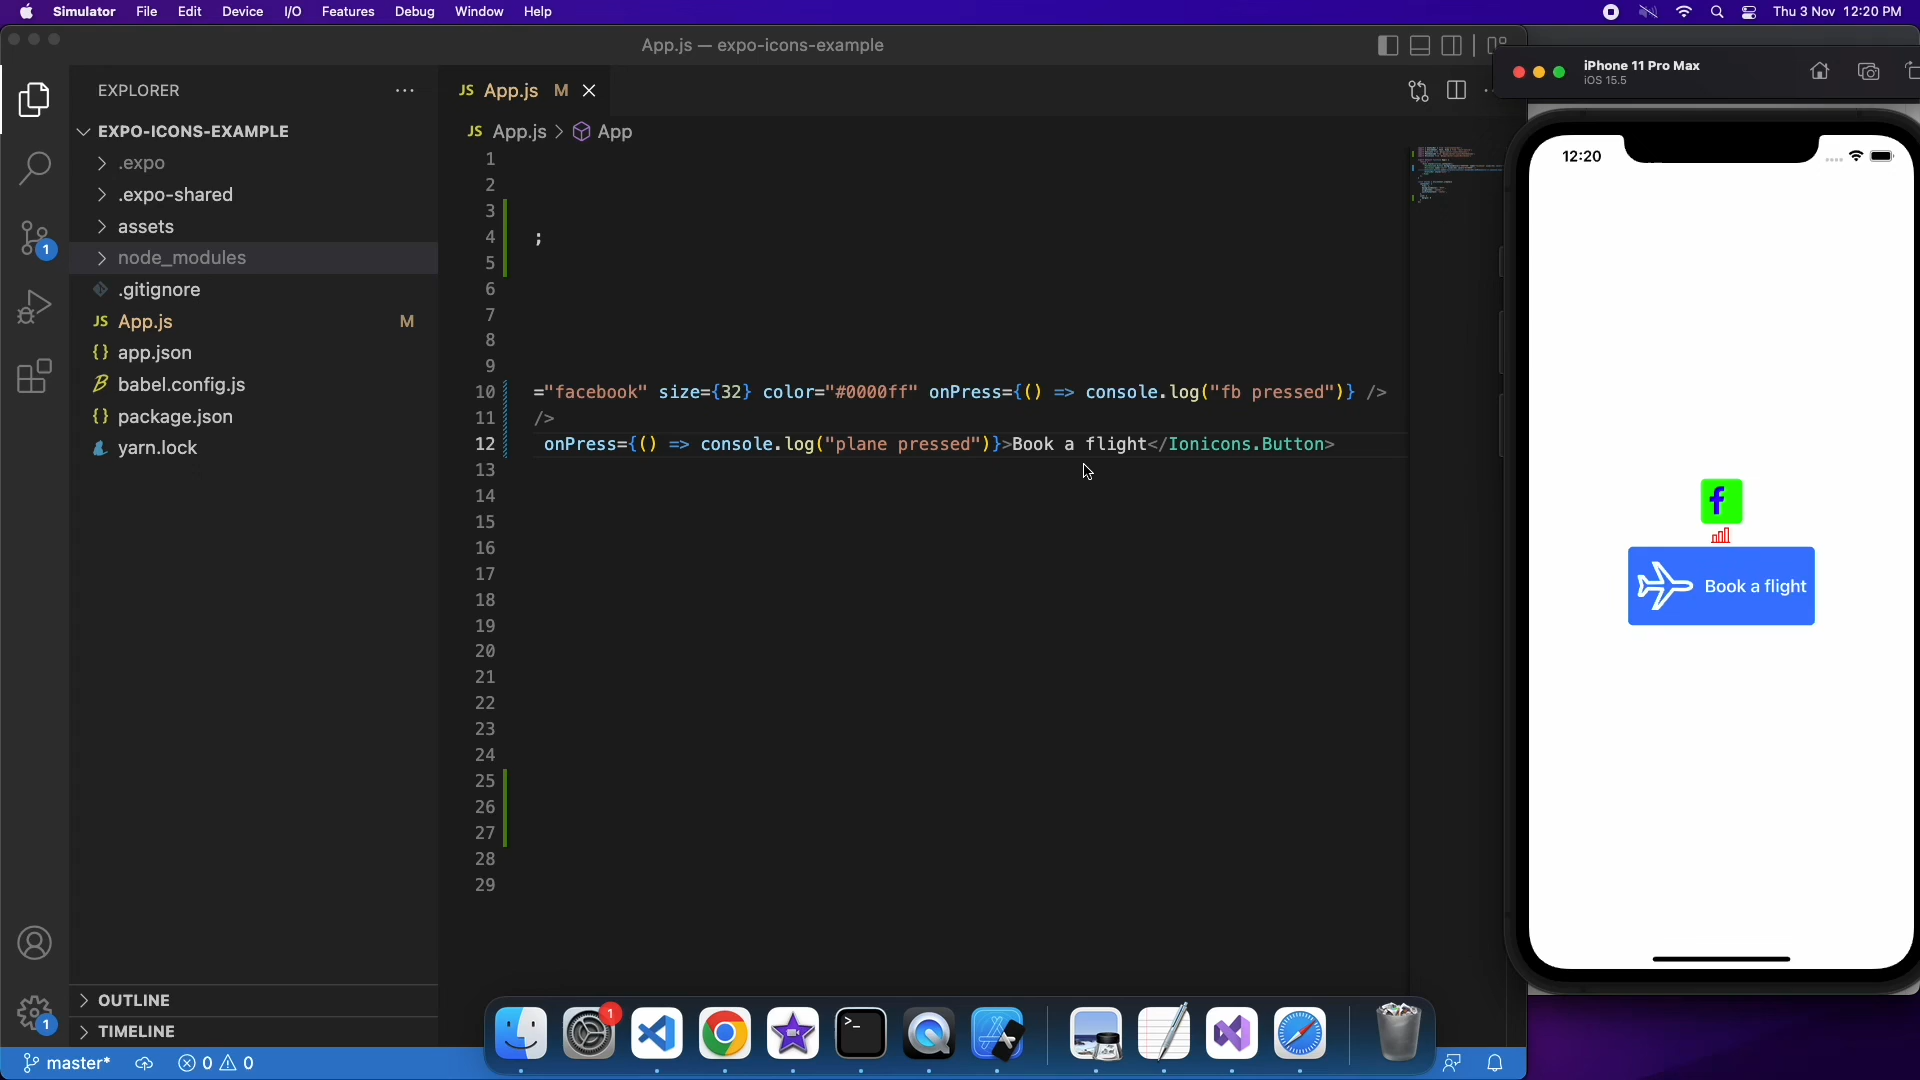 Simulator File Edit Device I/O Features Debug Window Help Thu 3 Nov 12:20 PM
App.js — expo-icons-example
iPhone 11 Pro Max
iOS 15.5
EXPLORER
JS App.js M
EXPO-ICONS-EXAMPLE
JS App.js > App
.expo
.expo-shared
assets
node_modules
.gitignore
JS App.js M
{} app.json
babel.config.js
{} package.json
yarn.lock
1
2
3
4 ;
5
6
7
8
9
10 ="facebook" size={32} color="#0000ff" onPress={() => console.log("fb pressed")} />
11 />
12 onPress={() => console.log("plane pressed")}>Book a flight</Ionicons.Button>
13
14
15
16
17
18
19
20
21
22
23
24
25
26
27
28
29
12:20
f
Book a flight
1
1
OUTLINE
TIMELINE
1
master* 0 0